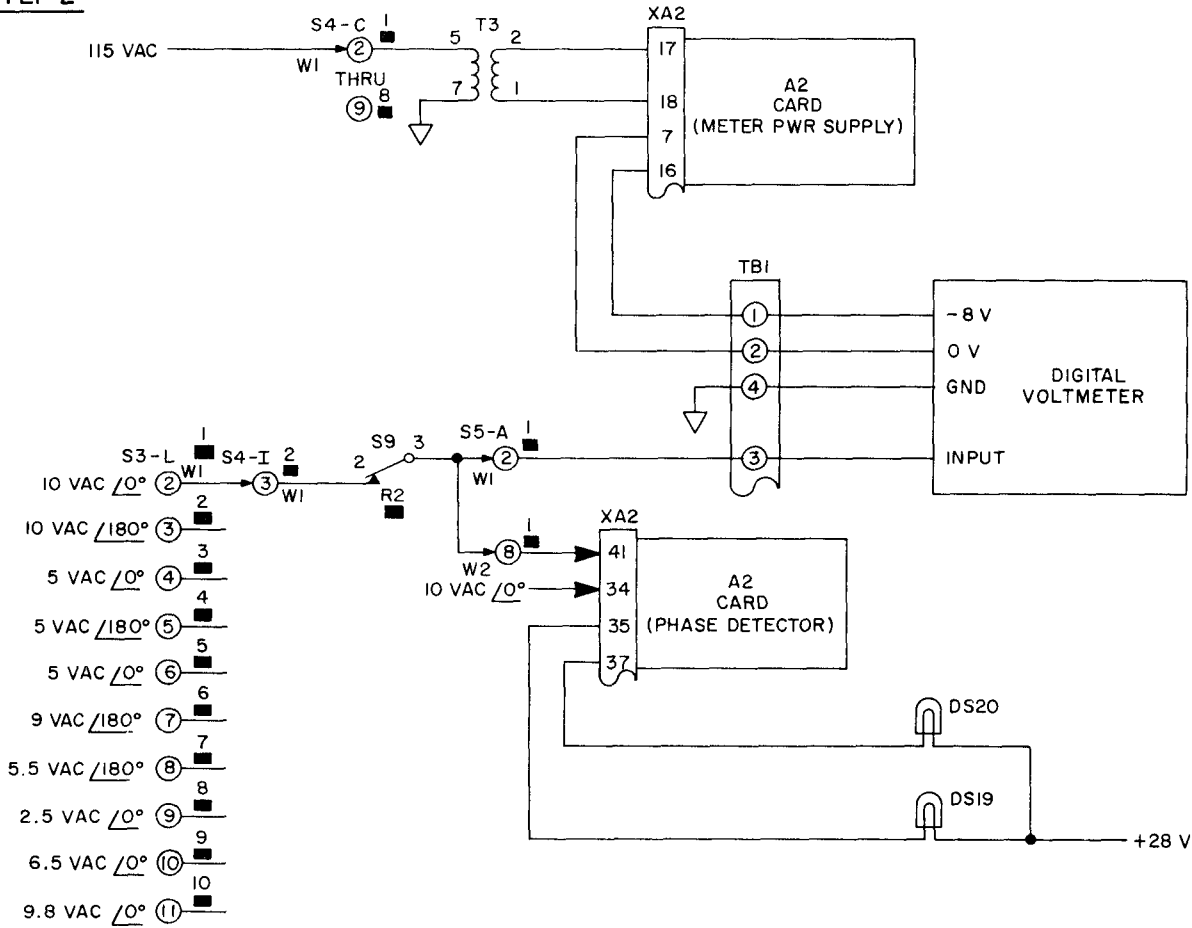 S4-C
1
T3
XA2
115 VAC
2
W1
5
2
17
THRU
9
8
7
1
18
7
16
A2
CARD
(METER PWR SUPPLY)
TB1
1
-8 V
2
0 V
4
GND
3
INPUT
DIGITAL
VOLTMETER
S3-L
1
W1
S4-I
2
3
W1
2
S9
3
R2
S5-A
1
2
W1
10 VAC /0° 2
2
10 VAC /180° 3
3
5 VAC /0° 4
4
5 VAC /180° 5
5
5 VAC /0° 6
6
9 VAC /180° 7
7
5.5 VAC /180° 8
8
2.5 VAC /0° 9
9
6.5 VAC /0° 10
10
9.8 VAC /0° 11
1
8
W2
10 VAC /0°
XA2
41
34
35
37
A2
CARD
(PHASE DETECTOR)
DS20
DS19
+28 V